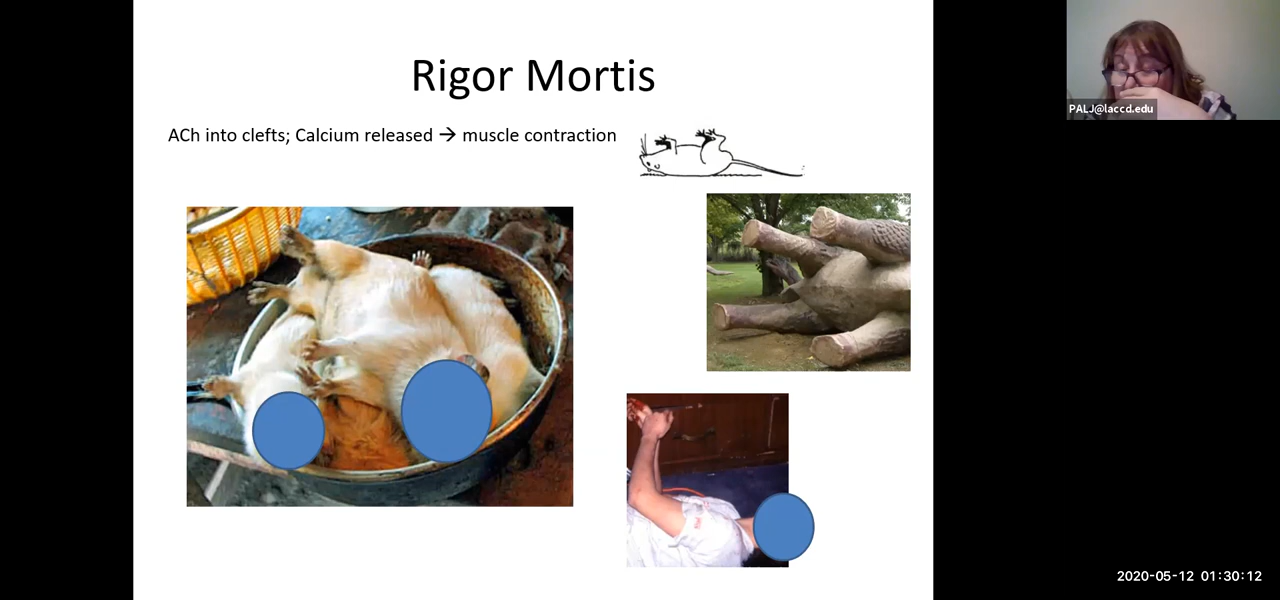 Rigor Mortis
ACh into clefts; Calcium released → muscle contraction
PALJ@laccd.edu
2020-05-12 01:30:12